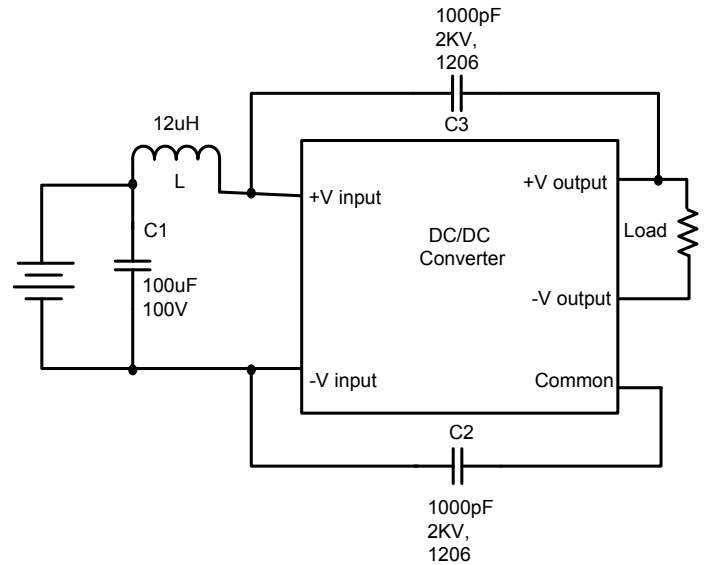 1000pF
2KV,
1206
C3
12uH
L
+V input
+V output
C1
DC/DC
Converter
Load
100uF
100V
-V output
-V input
Common
C2
1000pF
2KV,
1206